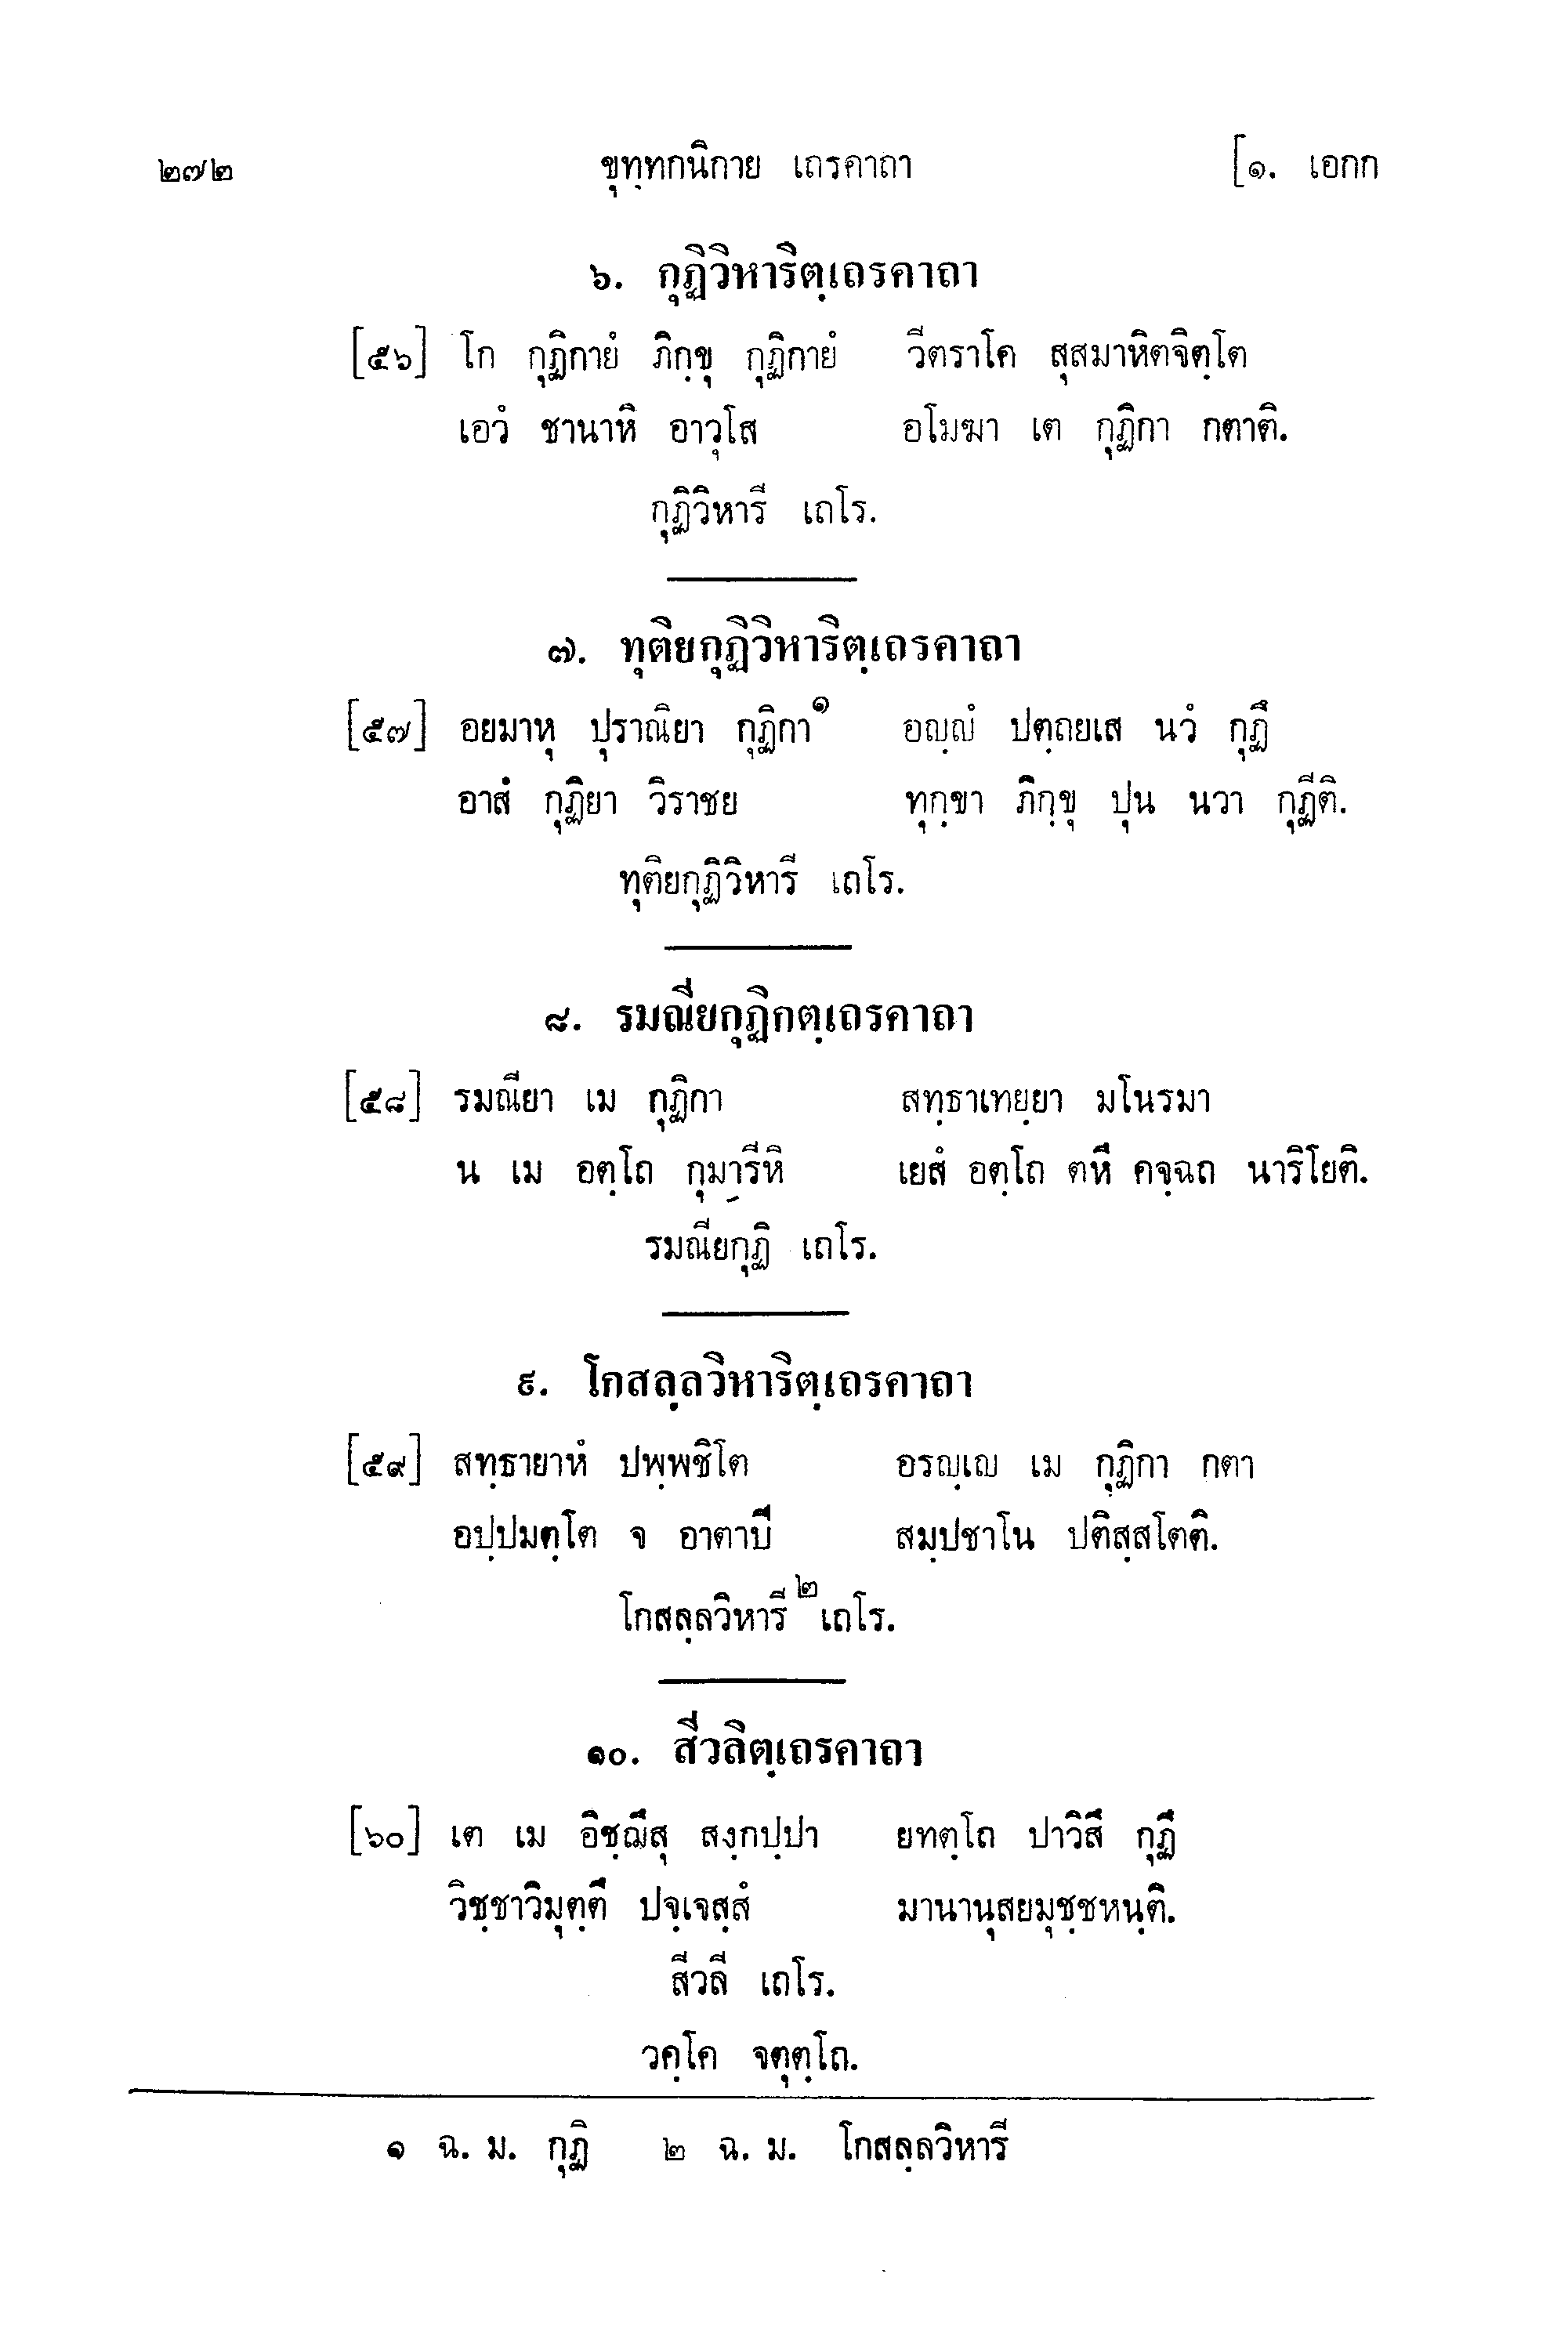 ๒๗๒ ขุทฺทกนิกาย เถรคาถา [๑. เอกก
๖. กุฏิวิหาริตฺเถรคาถา
[๕๖] โก กุฏิกายํ ภิกฺขุ กุฏิกายํ วีตราโค สุสมาหิตจิตฺโต
เอวํ ชานาหิ อาวุโส อโมฆา เต กุฏิกา กตาติ.
กุฏิวิหารี เถโร.
๗. ทุติยกุฏิวิหาริตฺเถรคาถา
[๕๗] อยมาหุ ปุราณิยา กุฏิกา๑ อญฺญํ ปตฺถยเส นวํ กุฏึ
อาสํ กุฏิยา วิราชย ทุกฺขา ภิกฺขุ ปุน นวา กุฏีติ.
ทุติยกุฏิวิหารี เถโร.
๘. รมณียกุฏิกตฺเถรคาถา
[๕๘] รมณียา เม กุฏิกา สทฺธาเทยฺยา มโนรมา
น เม อตฺโถ กุมารีหิ เยสํ อตฺโถ ตหึ คจฺฉถ นาริโยติ.
รมณียกุฏิ เถโร.
๙. โกสลฺลวิหาริตฺเถรคาถา
[๕๙] สทฺธายาหํ ปพฺพชิโต อรญฺเญ เม กุฏิกา กตา
อปฺปมตฺโต จ อาตาปี สมฺปชาโน ปติสฺสโตติ.
โกสลฺลวิหารี๒ เถโร.
๑๐. สีวลิตฺเถรคาถา
[๖๐] เต เม อิชฺฌึสุ สงฺกปฺปา ยทตฺโถ ปาวิสึ กุฏึ
วิชฺชาวิมุตฺตึ ปจฺเจสฺสํ มานานุสยมุชฺชหนฺติ.
สีวลี เถโร.
วคฺโค จตุตฺโถ.
๑ ฉ. ม. กุฏิ ๒ ฉ. ม. โกสลฺลวิหารี